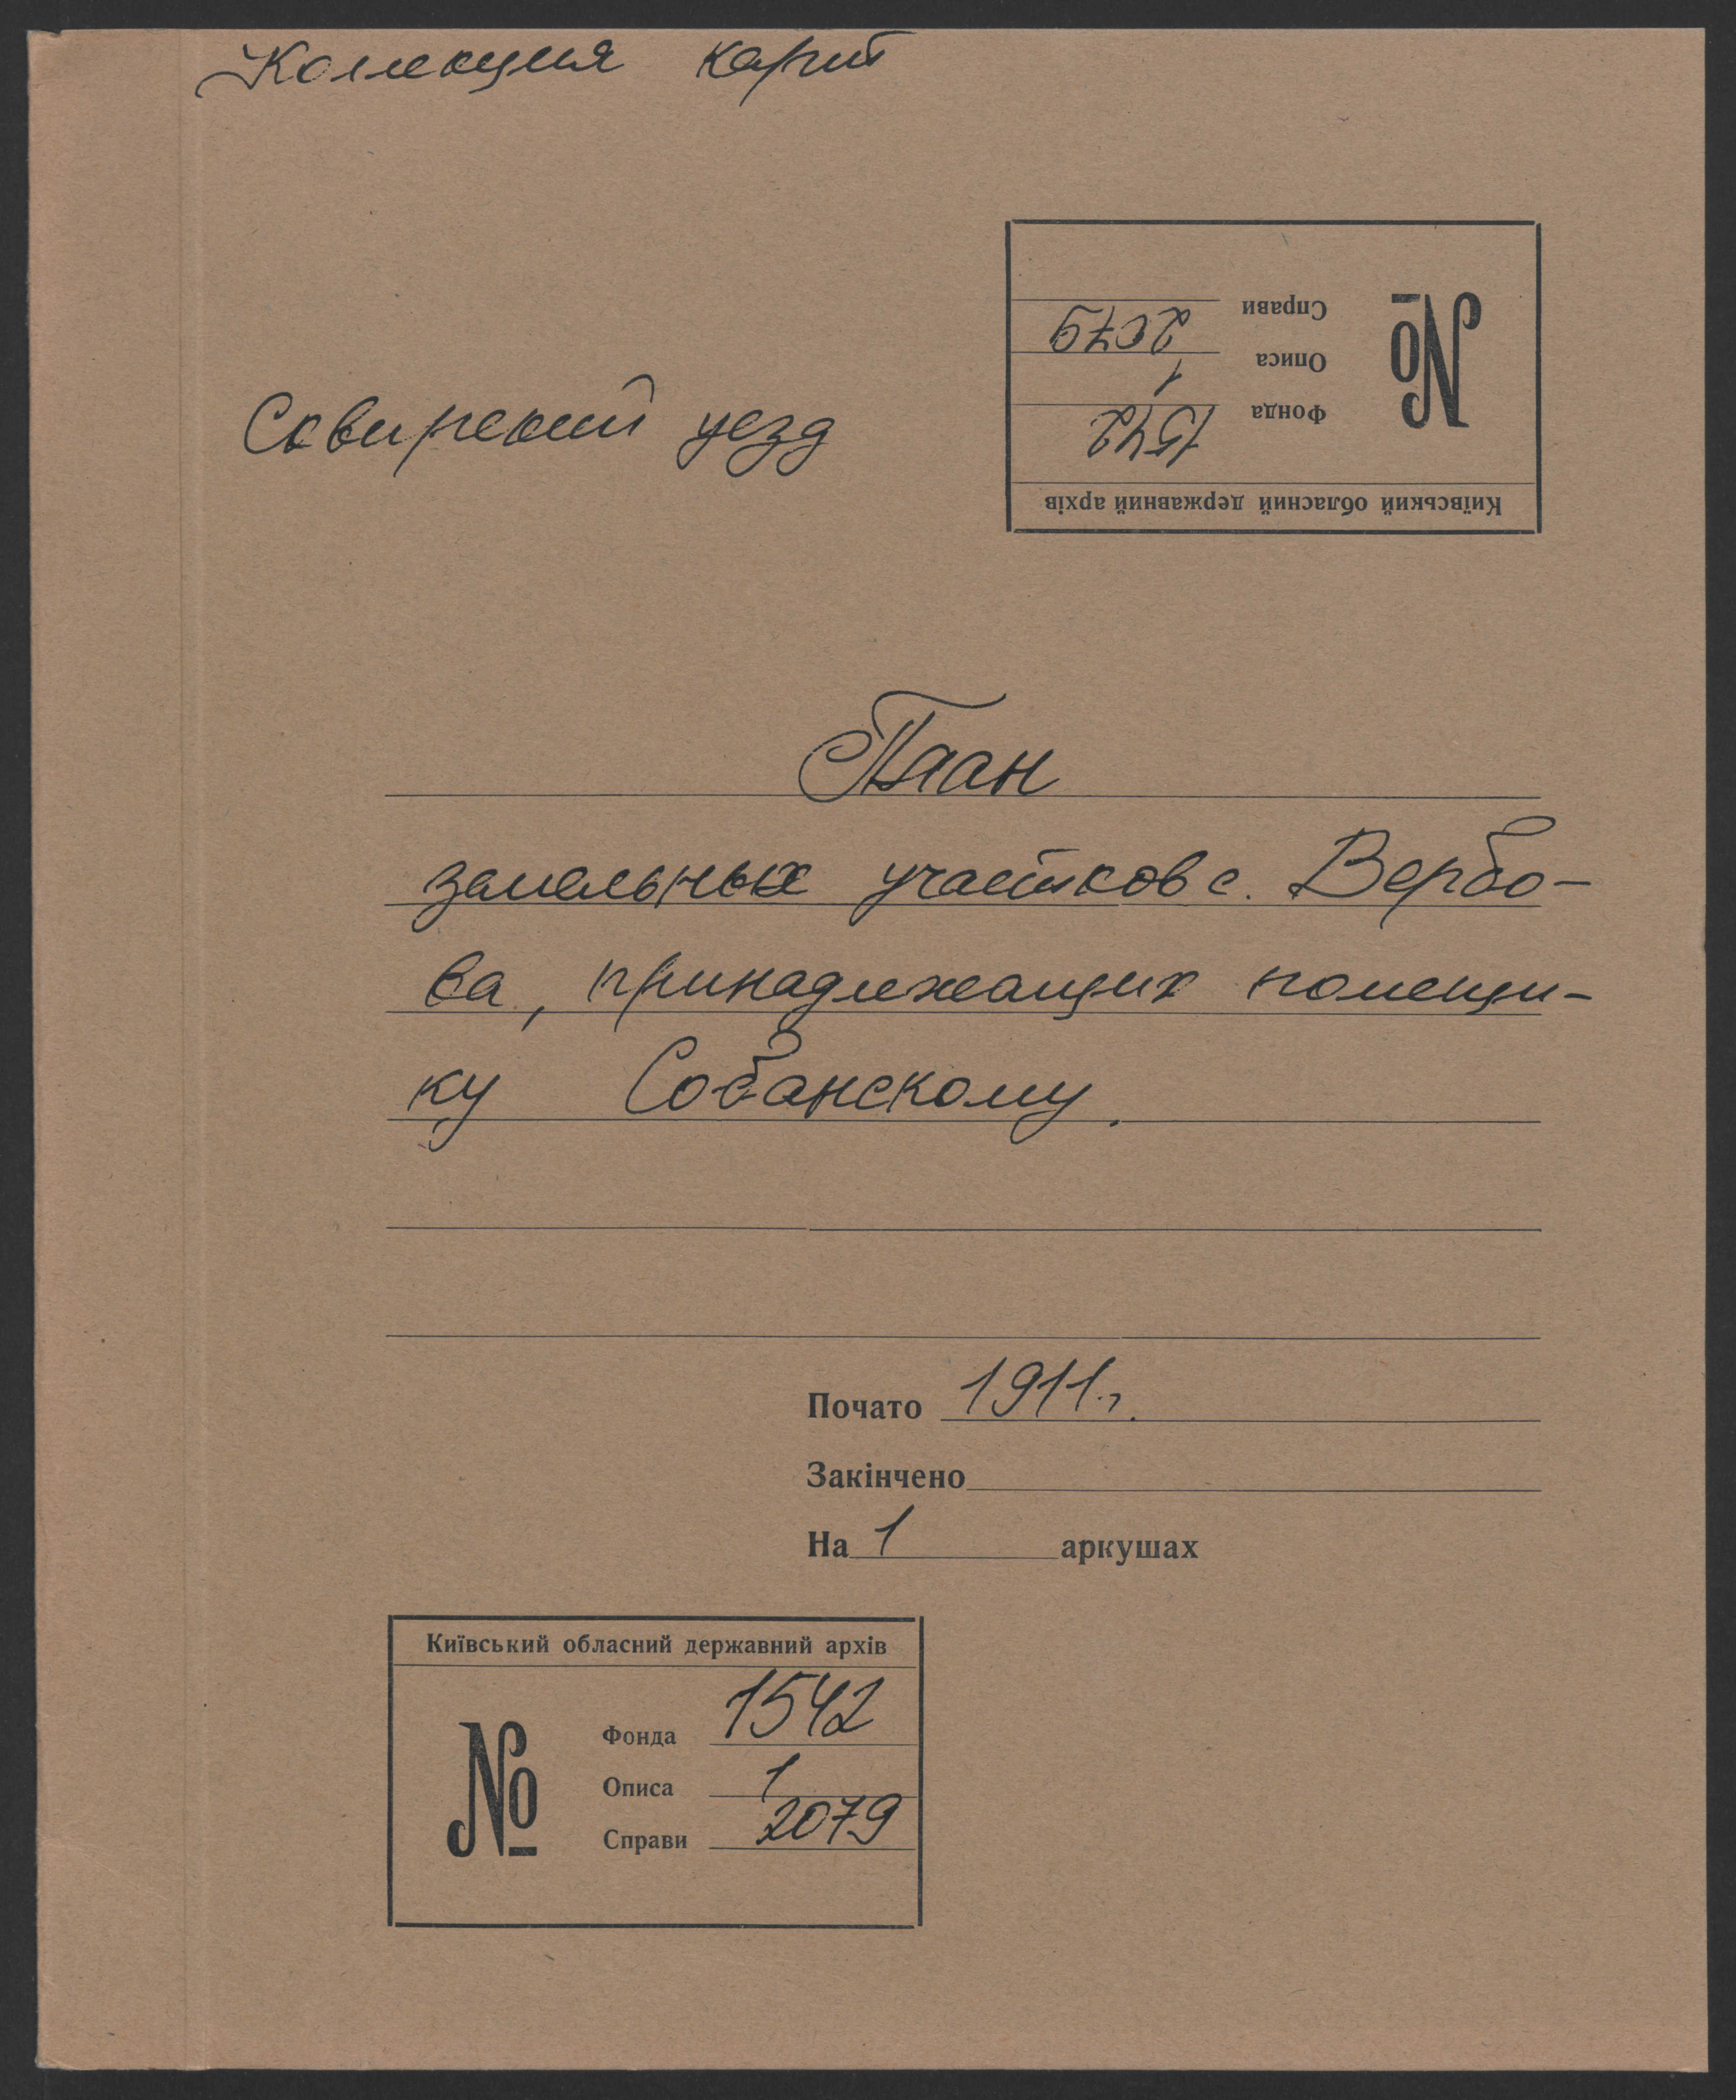 Коллекция карт
Справи 2079
Описа 1
Фонда 1542
№
Київський обласний державний архів
Сквирский уезд
План
земельных участков с. Вербо-
ва, принадлежащих помещи-
ку Собанскому.
Почато 1911 г.
Закінчено
На 1 аркушах
Київський обласний державний архів
№
Фонда 1542
Описа 1
Справи 2079